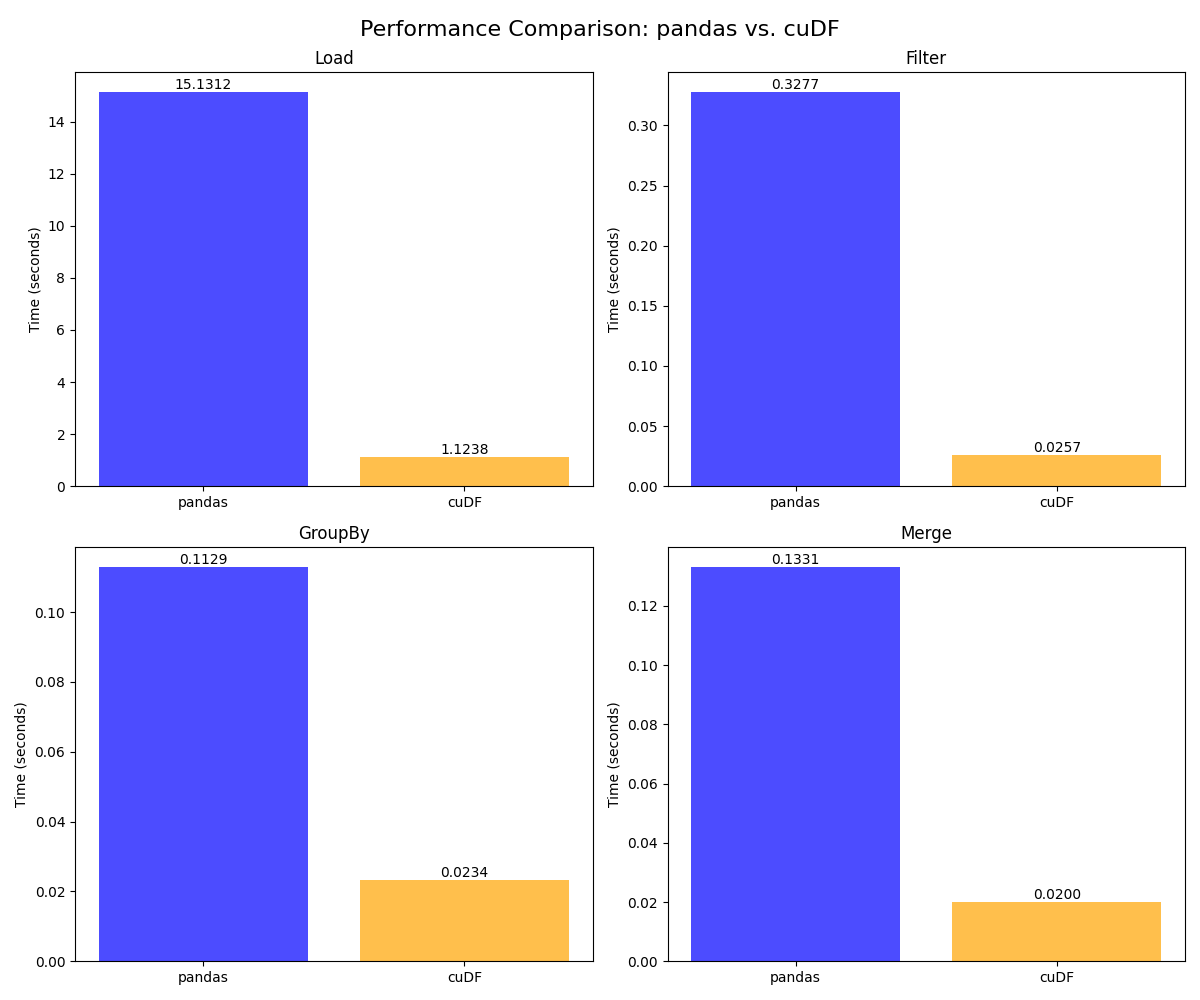 Performance Comparison: pandas vs. cuDF
Load
15.1312
14
12
10
8
6
4
2
0
Time (seconds)
1.1238
pandas
cuDF
Filter
0.3277
0.30
0.25
0.20
0.15
0.10
0.05
0.00
Time (seconds)
0.0257
pandas
cuDF
GroupBy
0.1129
0.10
0.08
0.06
0.04
0.02
0.00
Time (seconds)
0.0234
pandas
cuDF
Merge
0.1331
0.12
0.10
0.08
0.06
0.04
0.02
0.00
Time (seconds)
0.0200
pandas
cuDF